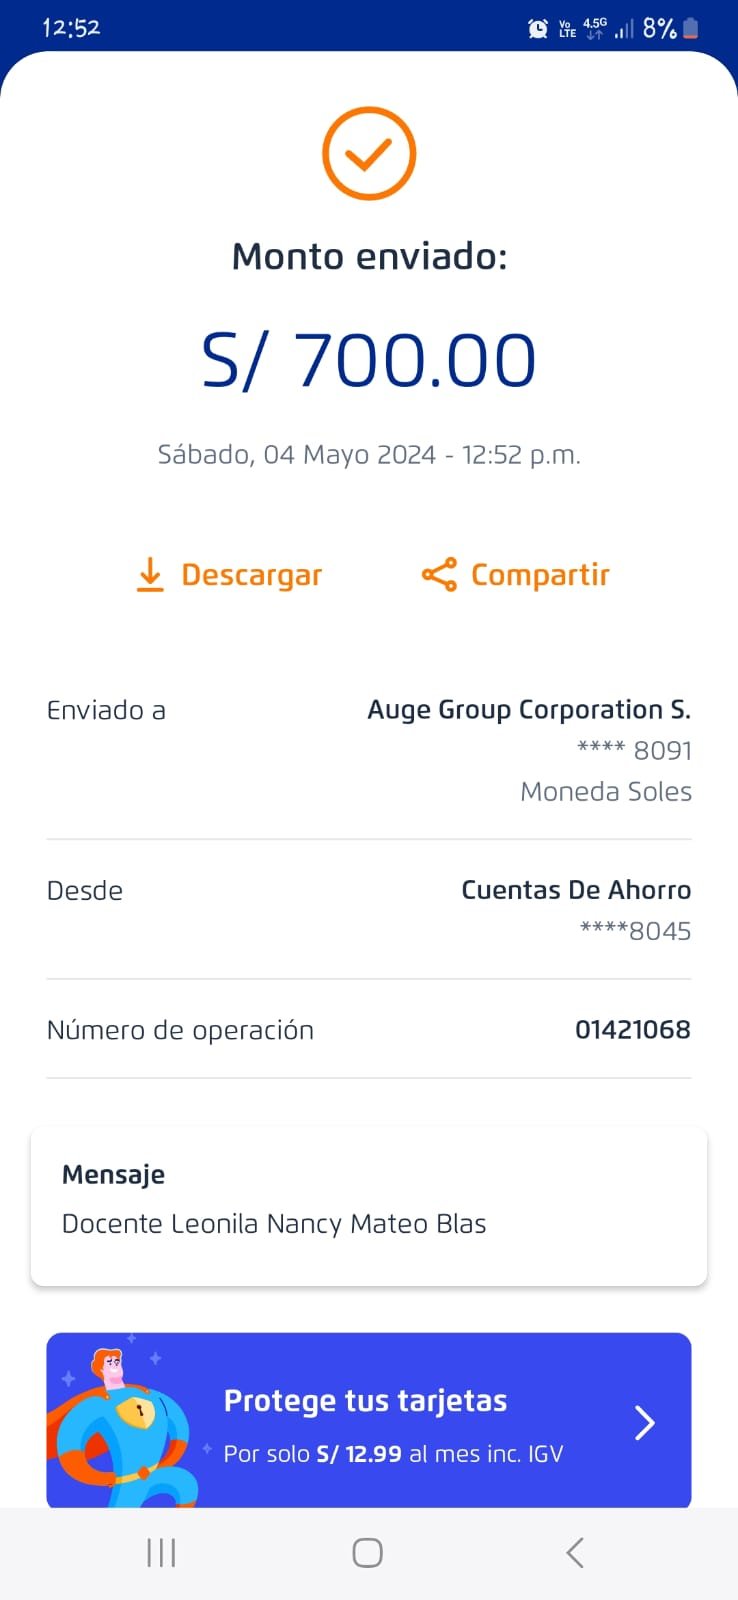 12:52
Vo LTE 4.5G 8%
Monto enviado:
S/ 700.00
Sábado, 04 Mayo 2024 - 12:52 p.m.
Descargar Compartir
Enviado a Auge Group Corporation S.
**** 8091
Moneda Soles
Desde Cuentas De Ahorro
****8045
Número de operación 01421068
Mensaje
Docente Leonila Nancy Mateo Blas
Protege tus tarjetas
Por solo S/ 12.99 al mes inc. IGV